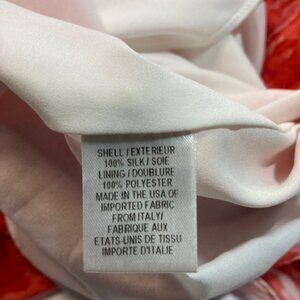 SHELL / EXTERIEUR
100% SILK / SOIE
LINING / DOUBLURE
100% POLYESTER
MADE IN THE USA OF
IMPORTED FABRIC
FROM ITALY/
FABRIQUE AUX
ETATS-UNIS DE TISSU
IMPORTE D'ITALIE